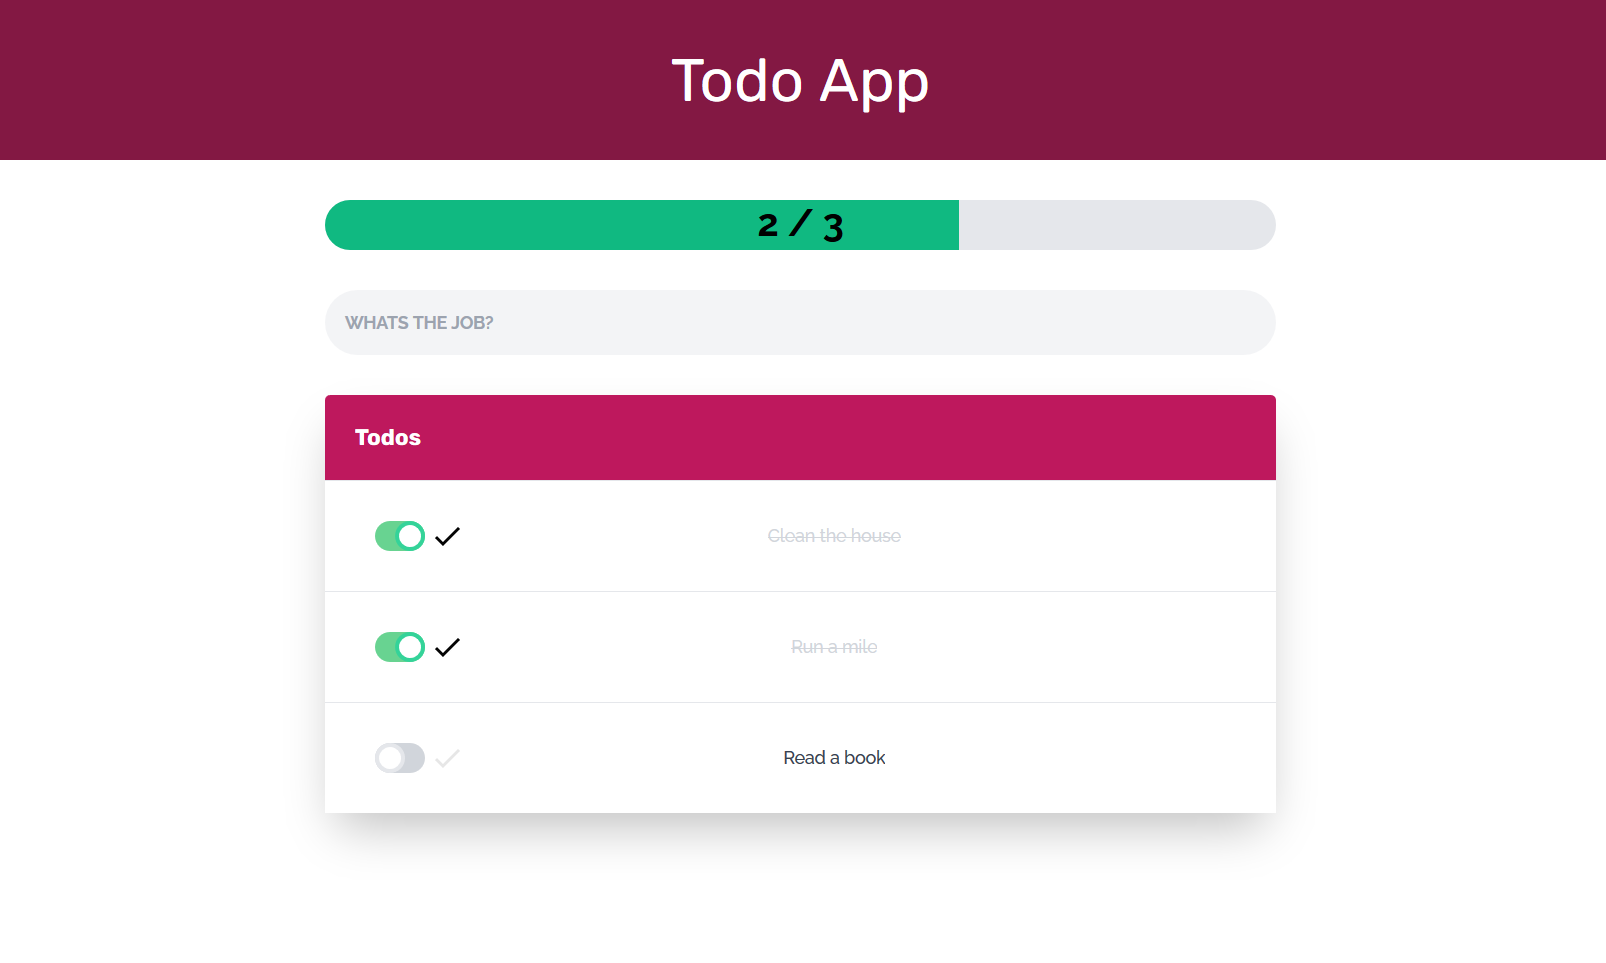 Todo App
2 / 3
WHATS THE JOB?
Todos
Clean the house
Run a mile
Read a book